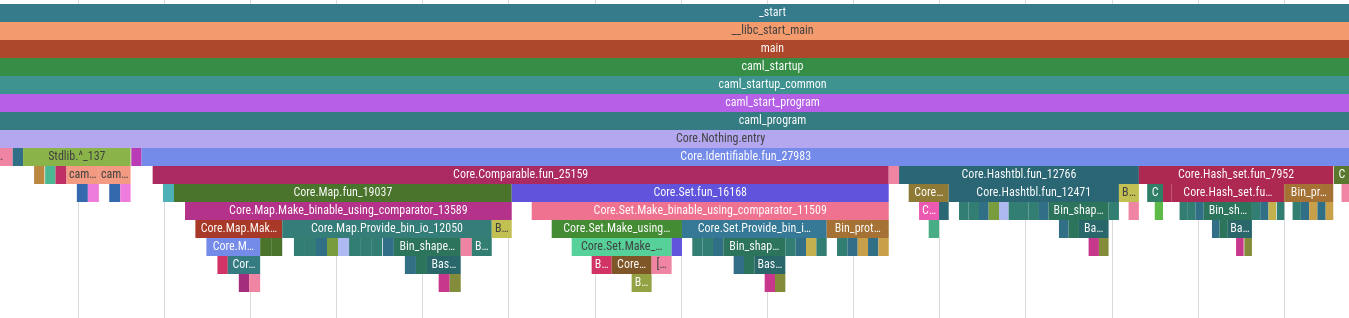 _start
__libc_start_main
main
caml_startup
caml_startup_common
caml_start_program
caml_program
Core.Nothing.entry
Stdlib.^_137 Core.Identifiable.fun_27983
cam... cam... Core.Comparable.fun_25159 Core.Hashtbl.fun_12766 Core.Hash_set.fun_7952 C
Core.Map.fun_19037 Core.Set.fun_16168 Core... Core.Hashtbl.fun_12471 B... C Core.Hash_set.fu... Bin_pr...
Core.Map.Make_binable_using_comparator_13589 Core.Set.Make_binable_using_comparator_11509 C... Bin_shap... Bin_sh...
Core.Map.Mak... Core.Map.Provide_bin_io_12050 B... Core.Set.Make_using... Core.Set.Provide_bin_i... Bin_prot... Ba... Ba...
Core.M... Bin_shape... B... Core.Set.Make_... Bin_shap...
Cor... Bas... B... Core... [... Bas...
B...